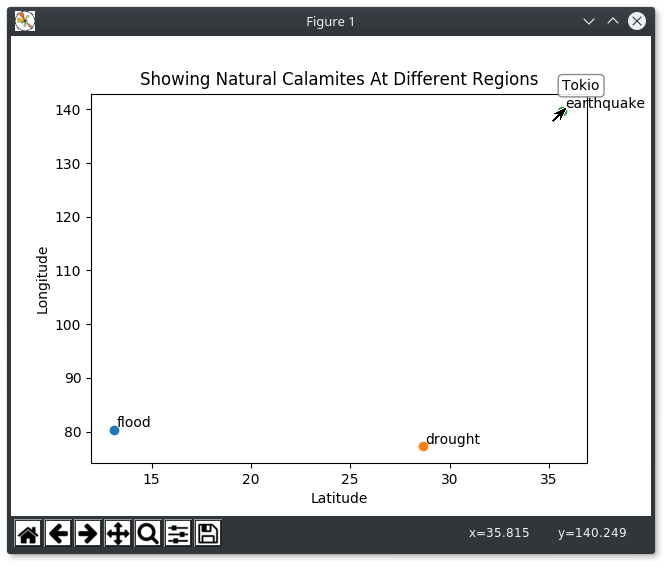 Figure 1
Showing Natural Calamites At Different Regions
Tokio
earthquake
140
130
120
110
100
90
80
Longitude
flood
drought
15
20
25
30
35
Latitude
x=35.815 y=140.249